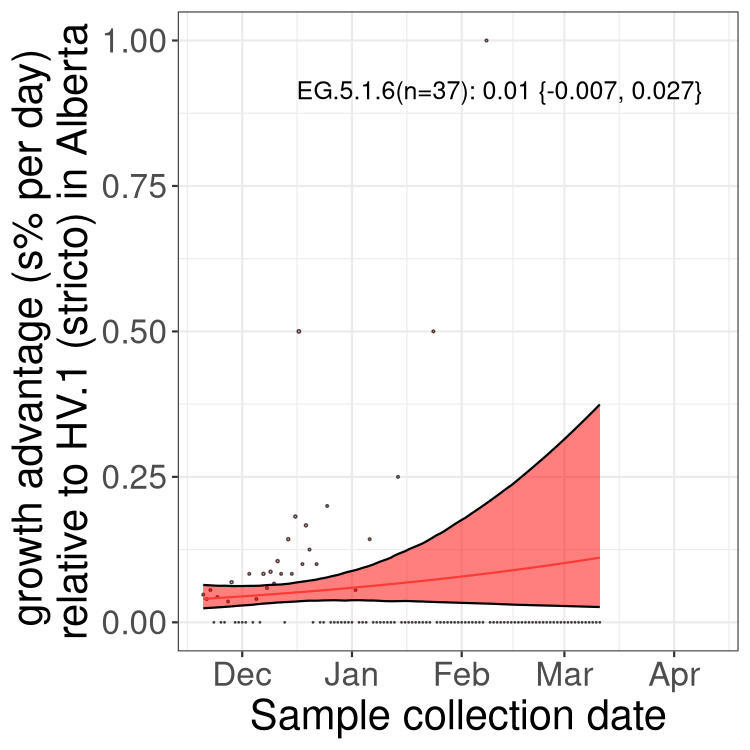 growth advantage (s% per day)
relative to HV.1 (stricto) in Alberta
1.00
EG.5.1.6(n=37): 0.01 {-0.007, 0.027}
0.75
0.50
0.25
0.00
Dec Jan Feb Mar Apr
Sample collection date